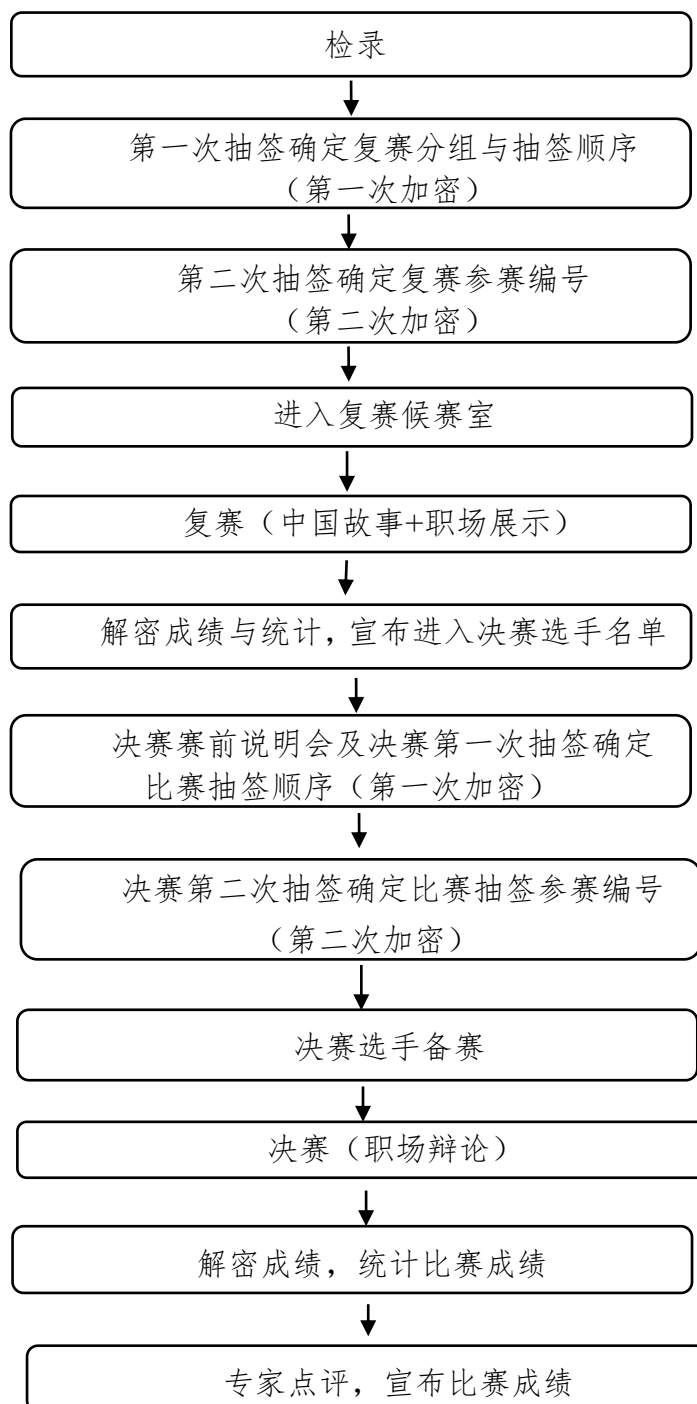 检录
第一次抽签确定复赛分组与抽签顺序
（第一次加密）
第二次抽签确定复赛参赛编号
（第二次加密）
进入复赛候赛室
复赛（中国故事+职场展示）
解密成绩与统计，宣布进入决赛选手名单
决赛赛前说明会及决赛第一次抽签确定
比赛抽签顺序（第一次加密）
决赛第二次抽签确定比赛抽签参赛编号
（第二次加密）
决赛选手备赛
决赛（职场辩论）
解密成绩，统计比赛成绩
专家点评，宣布比赛成绩